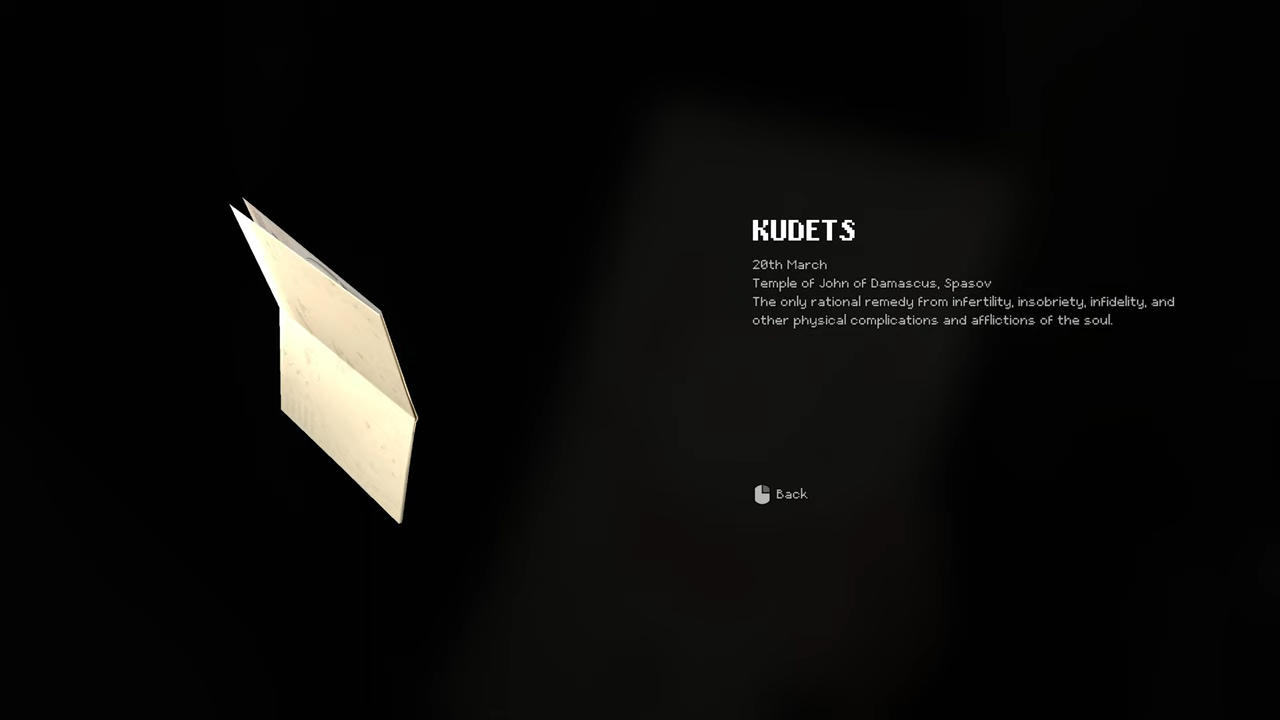 KUDETS
20th March
Temple of John of Damascus, Spasov
The only rational remedy from infertility, insobriety, infidelity, and
other physical complications and afflictions of the soul.
Back